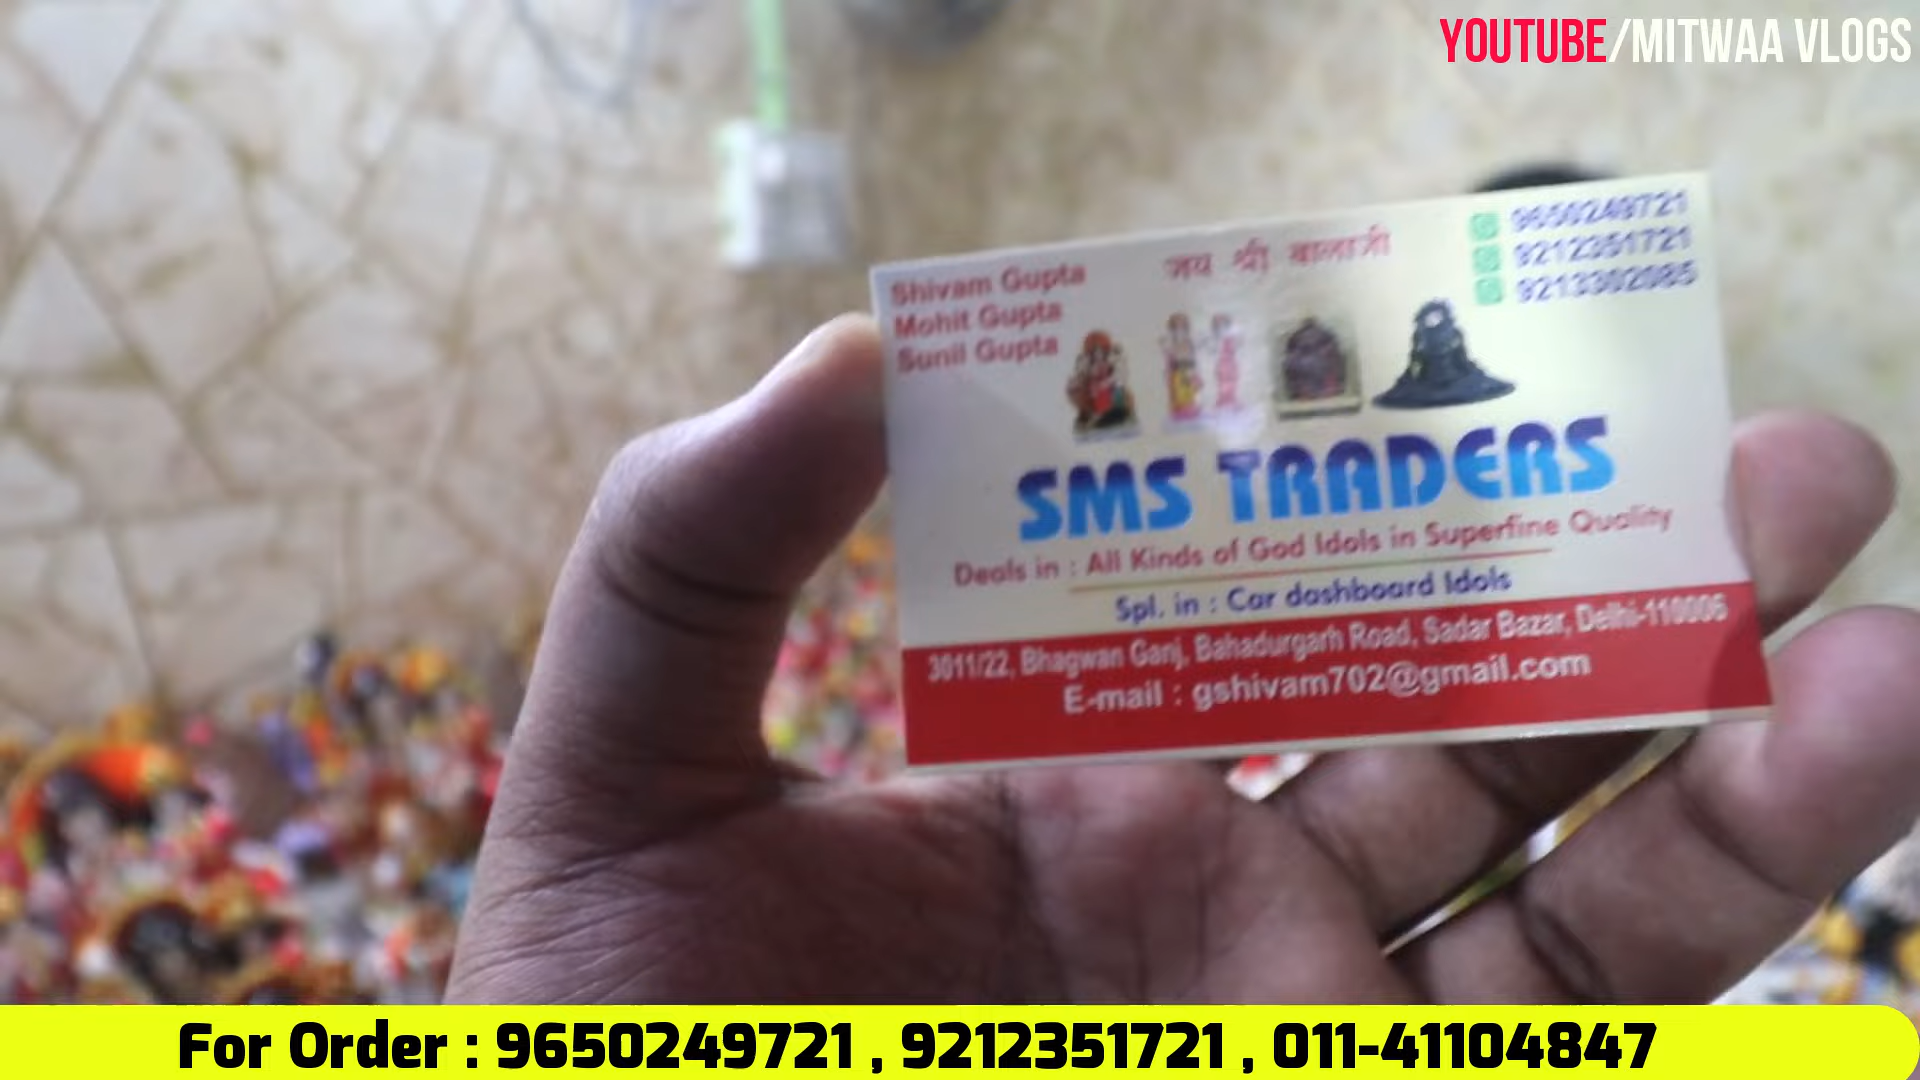 YOUTUBE/MITWAA VLOGS
Shivam Gupta
Mohit Gupta
Sunil Gupta
जय श्री बालाजी
9650249721
9212351721
9213302085
SMS TRADERS
Deals in : All Kinds of God Idols in Superfine Quality
Spl. in : Car dashboard Idols
3011/22, Bhagwan Ganj, Bahadurgarh Road, Sadar Bazar, Delhi-110006
E-mail : gshivam702@gmail.com
For Order : 9650249721 , 9212351721 , 011-41104847